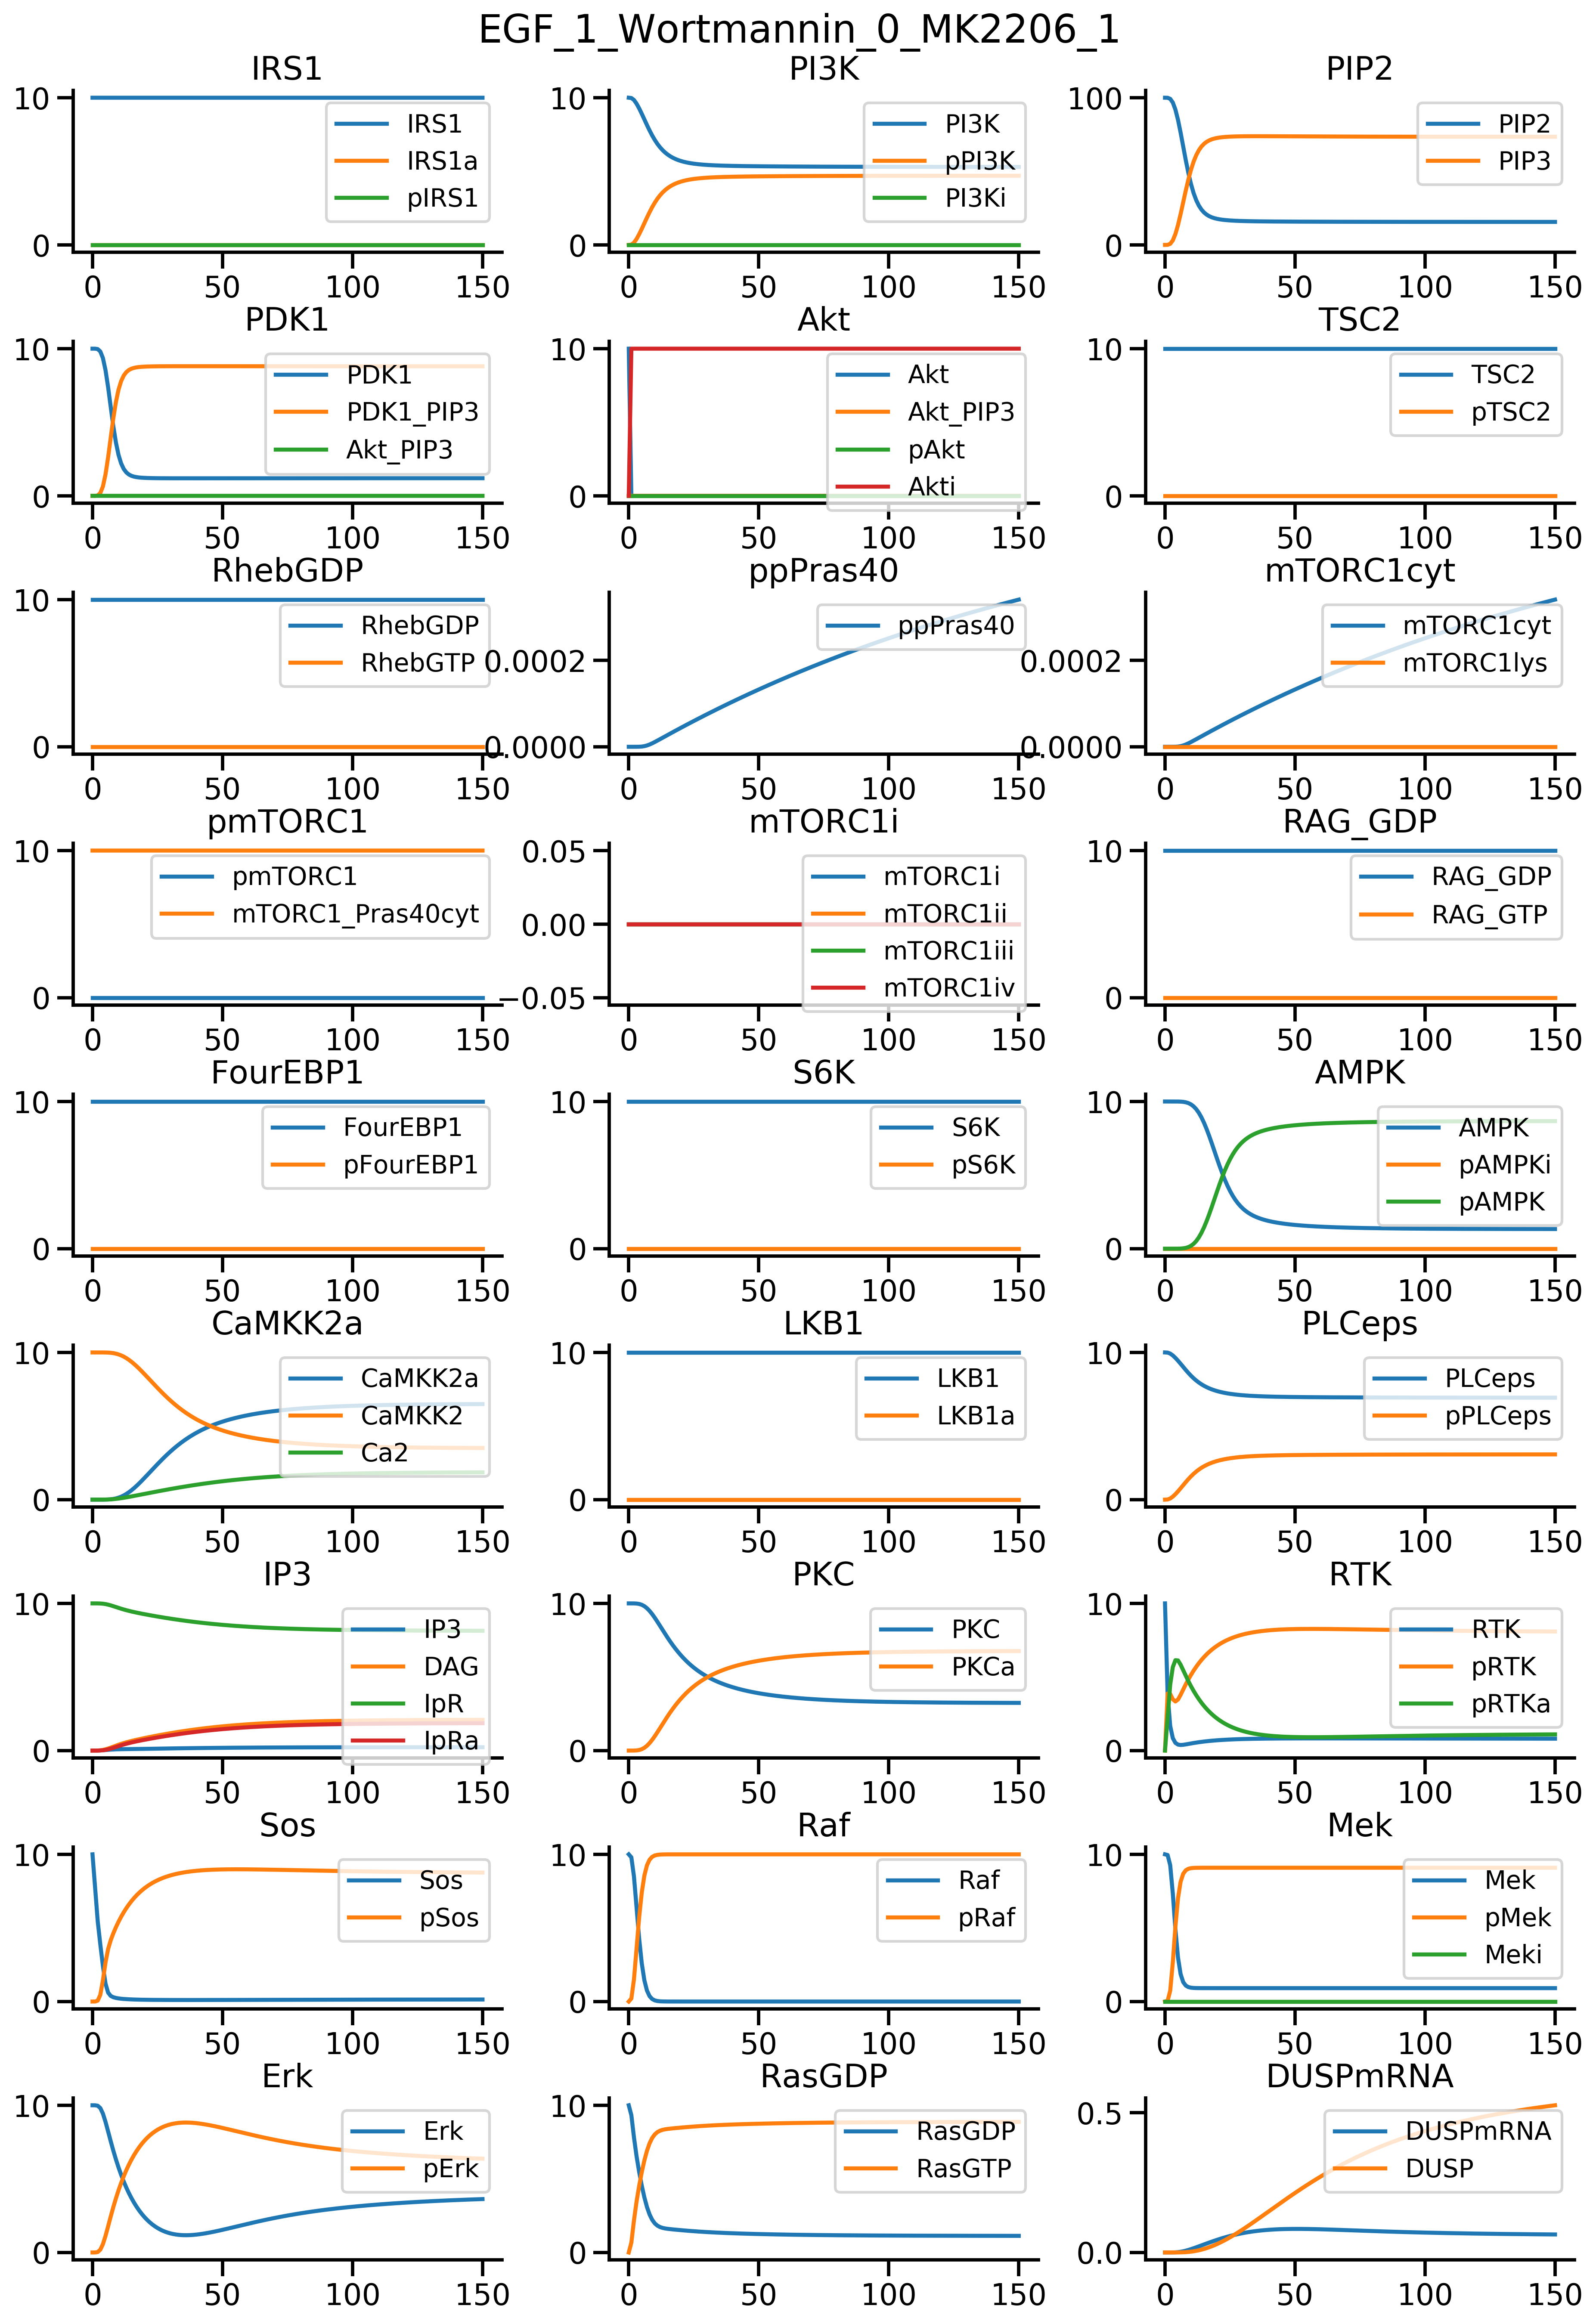 EGF_1_Wortmannin_0_MK2206_1
IRS1
10
0
0 50 100 150
IRS1
IRS1a
pIRS1
PI3K
10
0
0 50 100 150
PI3K
pPI3K
PI3Ki
PIP2
100
0
0 50 100 150
PIP2
PIP3
PDK1
10
0
0 50 100 150
PDK1
PDK1_PIP3
Akt_PIP3
Akt
10
0
0 50 100 150
Akt
Akt_PIP3
pAkt
Akti
TSC2
10
0
0 50 100 150
TSC2
pTSC2
RhebGDP
10
0
0 50 100 150
RhebGDP
RhebGTP
ppPras40
0.0002
0.0000
0 50 100 150
ppPras40
mTORC1cyt
0.0002
0.0000
0 50 100 150
mTORC1cyt
mTORC1lys
pmTORC1
10
0
0 50 100 150
pmTORC1
mTORC1_Pras40cyt
mTORC1i
0.05
0.00
−0.05
0 50 100 150
mTORC1i
mTORC1ii
mTORC1iii
mTORC1iv
RAG_GDP
10
0
0 50 100 150
RAG_GDP
RAG_GTP
FourEBP1
10
0
0 50 100 150
FourEBP1
pFourEBP1
S6K
10
0
0 50 100 150
S6K
pS6K
AMPK
10
0
0 50 100 150
AMPK
pAMPKi
pAMPK
CaMKK2a
10
0
0 50 100 150
CaMKK2a
CaMKK2
Ca2
LKB1
10
0
0 50 100 150
LKB1
LKB1a
PLCeps
10
0
0 50 100 150
PLCeps
pPLCeps
IP3
10
0
0 50 100 150
IP3
DAG
IpR
IpRa
PKC
10
0
0 50 100 150
PKC
PKCa
RTK
10
0
0 50 100 150
RTK
pRTK
pRTKa
Sos
10
0
0 50 100 150
Sos
pSos
Raf
10
0
0 50 100 150
Raf
pRaf
Mek
10
0
0 50 100 150
Mek
pMek
Meki
Erk
10
0
0 50 100 150
Erk
pErk
RasGDP
10
0
0 50 100 150
RasGDP
RasGTP
DUSPmRNA
0.5
0.0
0 50 100 150
DUSPmRNA
DUSP